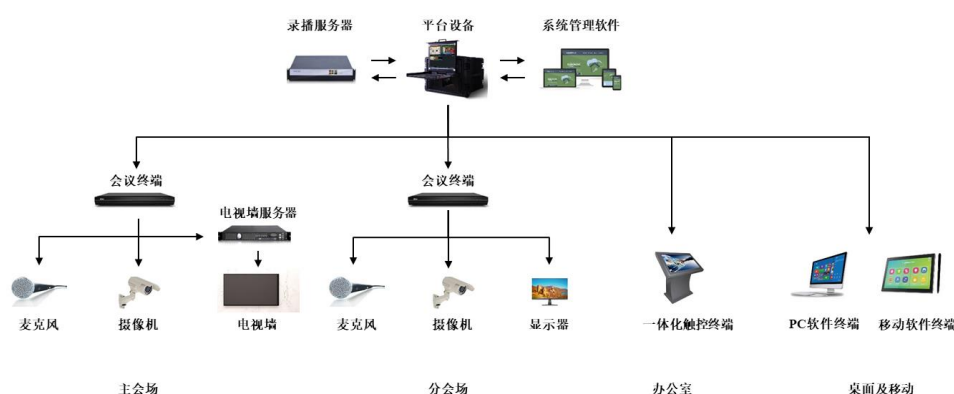 录播服务器
平台设备
系统管理软件
会议终端
会议终端
电视墙服务器
麦克风
摄像机
电视墙
麦克风
摄像机
显示器
一体化触控终端
PC软件终端
移动软件终端
主会场
分会场
办公室
桌面及移动